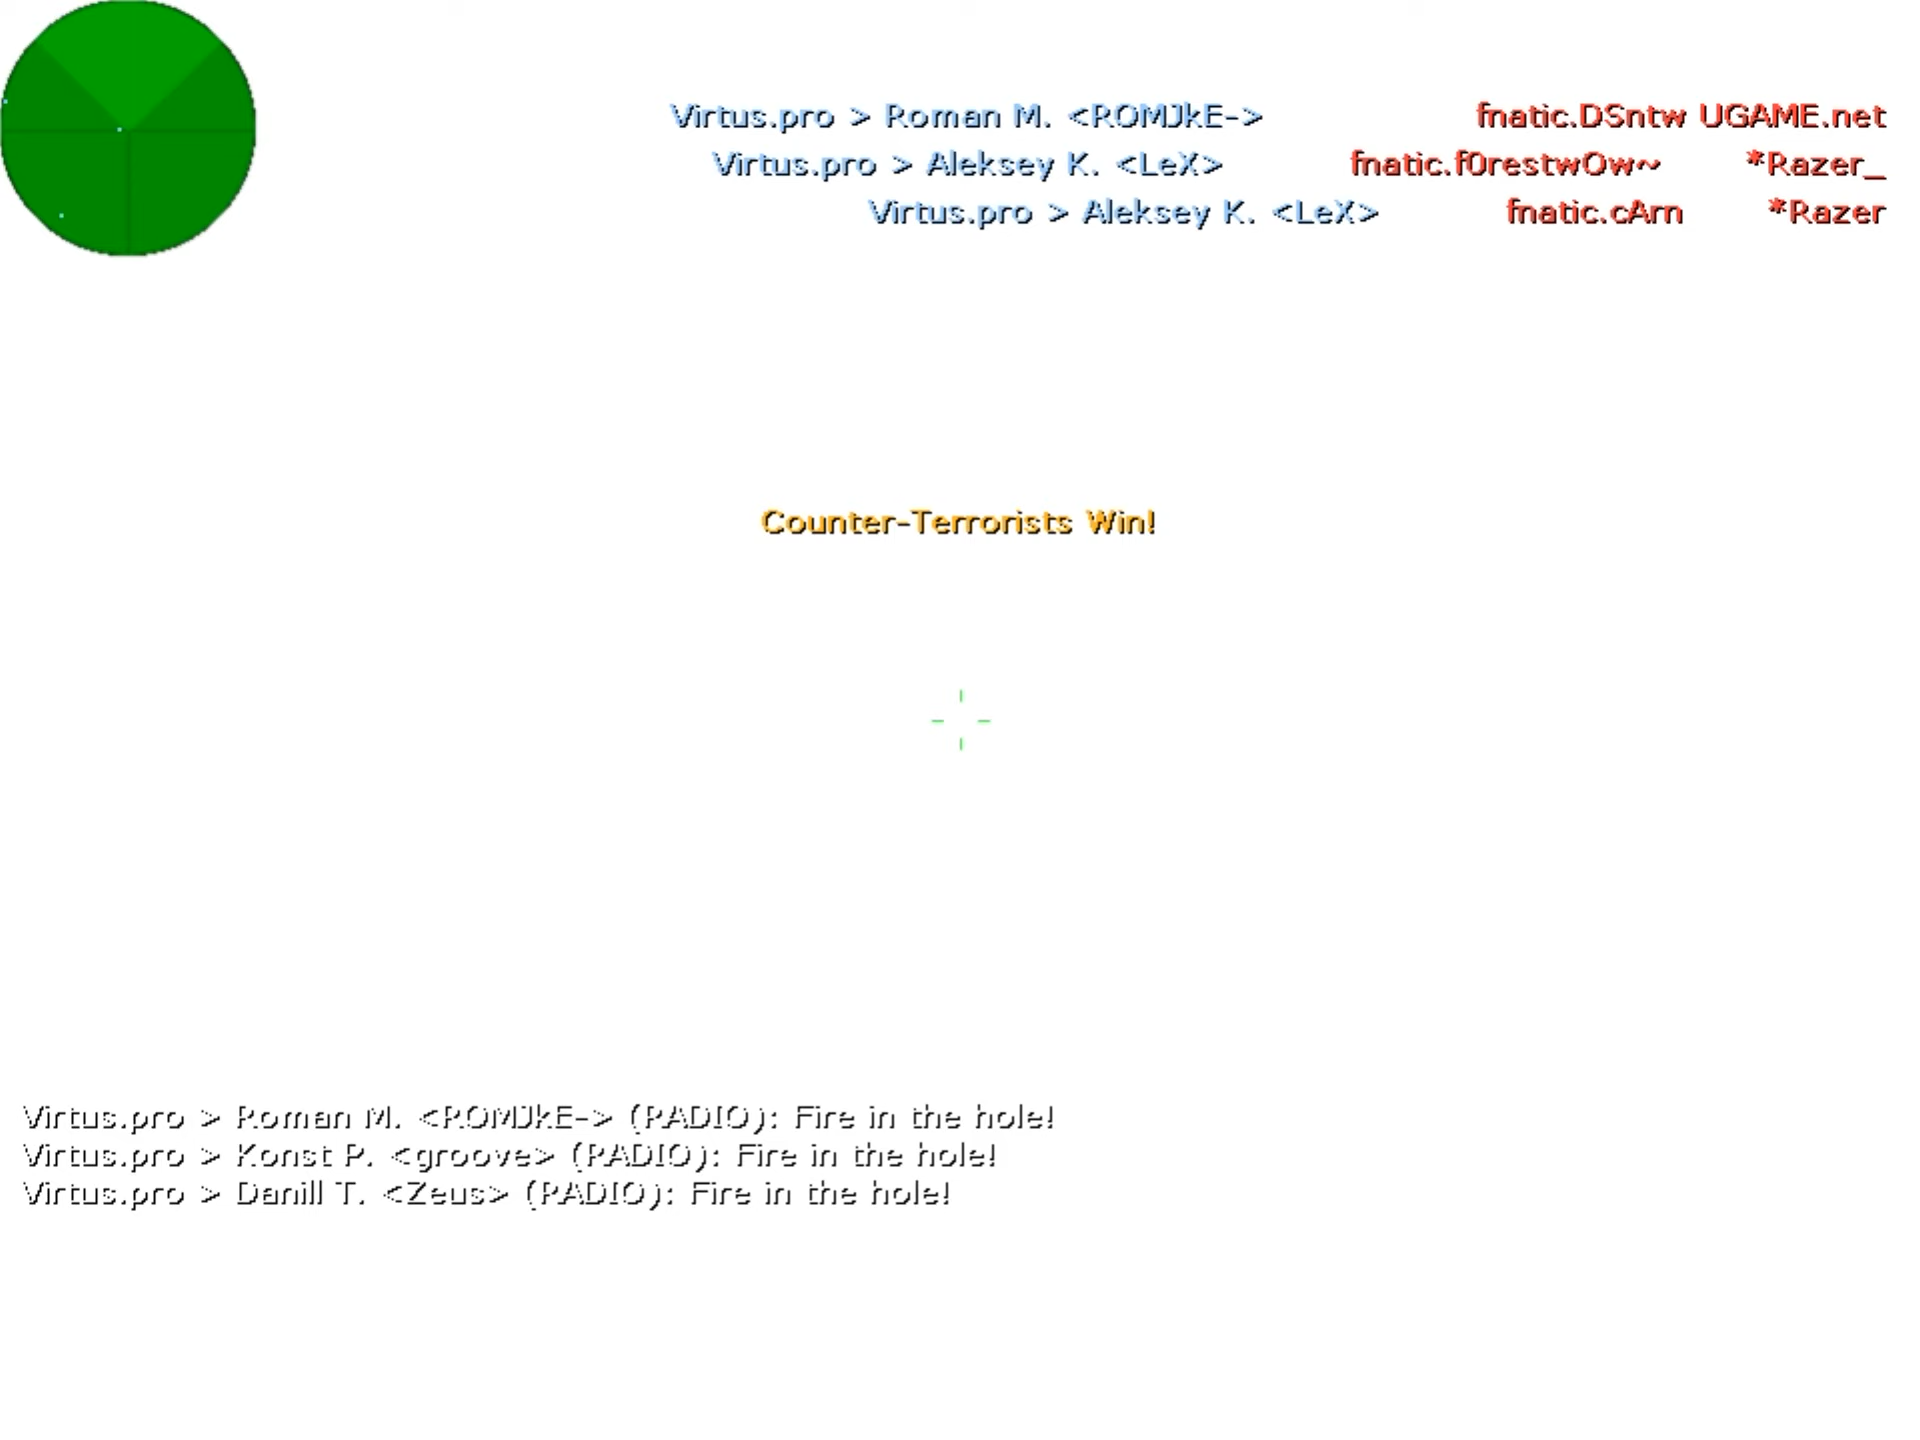 Virtus.pro > Roman M. <ROMJkE-> fnatic.DSntw UGAME.net
Virtus.pro > Aleksey K. <LeX> fnatic.f0restwOw~ *Razer_
Virtus.pro > Aleksey K. <LeX> fnatic.cArn *Razer
Counter-Terrorists Win!
Virtus.pro > Roman M. <ROMJkE-> (RADIO): Fire in the hole!
Virtus.pro > Konst P. <groove> (RADIO): Fire in the hole!
Virtus.pro > Danill T. <Zeus> (RADIO): Fire in the hole!